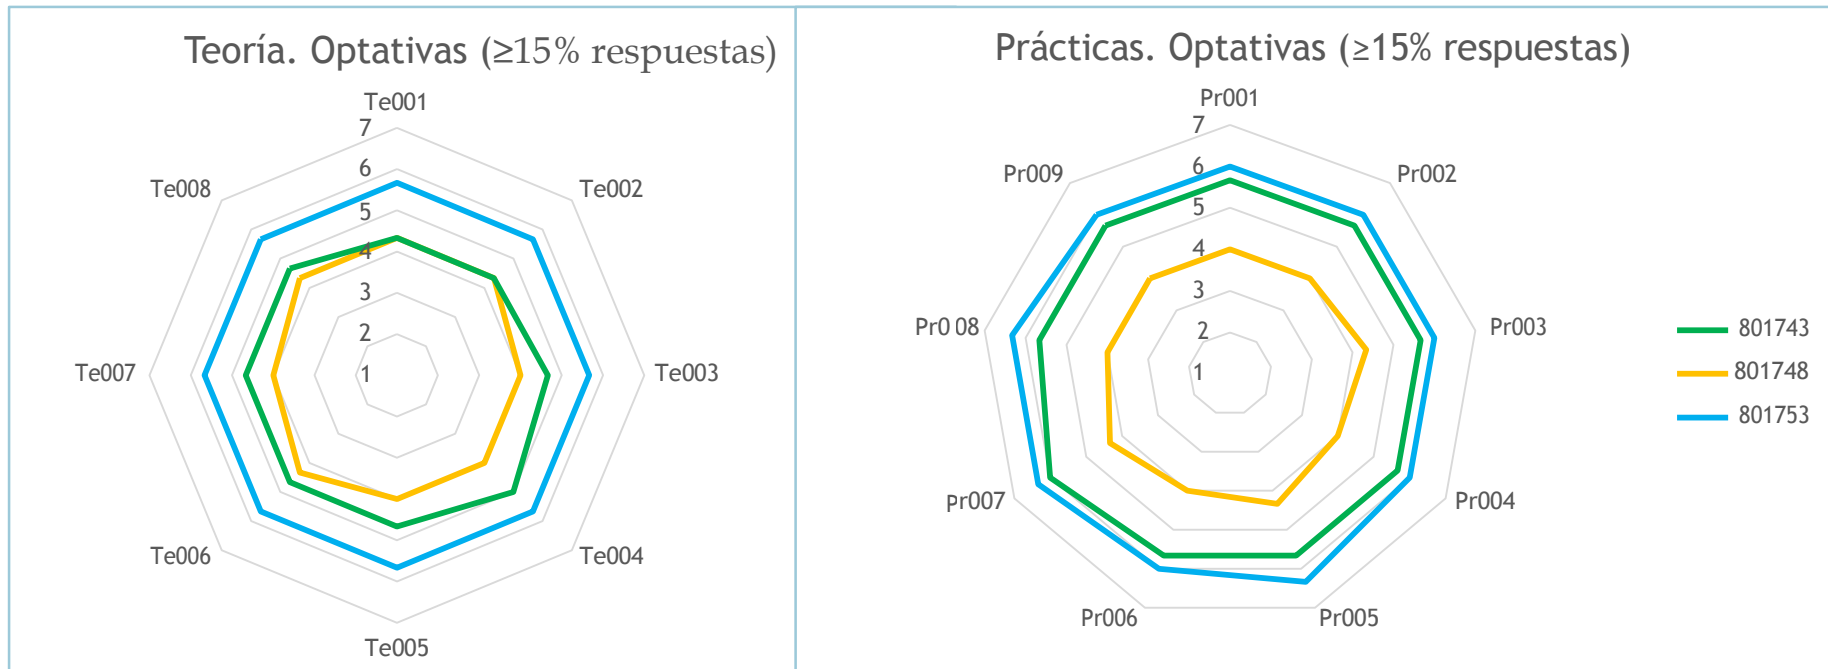 Teoría. Optativas (≥15% respuestas)
Te001
7
6
5
4
3
2
1
Te002
Te003
Te004
Te005
Te006
Te007
Te008
Prácticas. Optativas (≥15% respuestas)
Pr001
7
6
5
4
3
2
1
Pr002
Pr003
Pr004
Pr005
Pr006
Pr007
Pr008
Pr009
801743
801748
801753